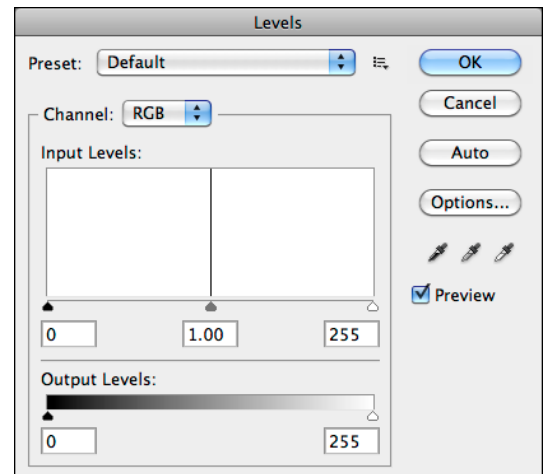 Levels
Preset: Default
OK
Channel: RGB
Cancel
Input Levels:
Auto
Options...
Preview
0 1.00 255
Output Levels:
0 255